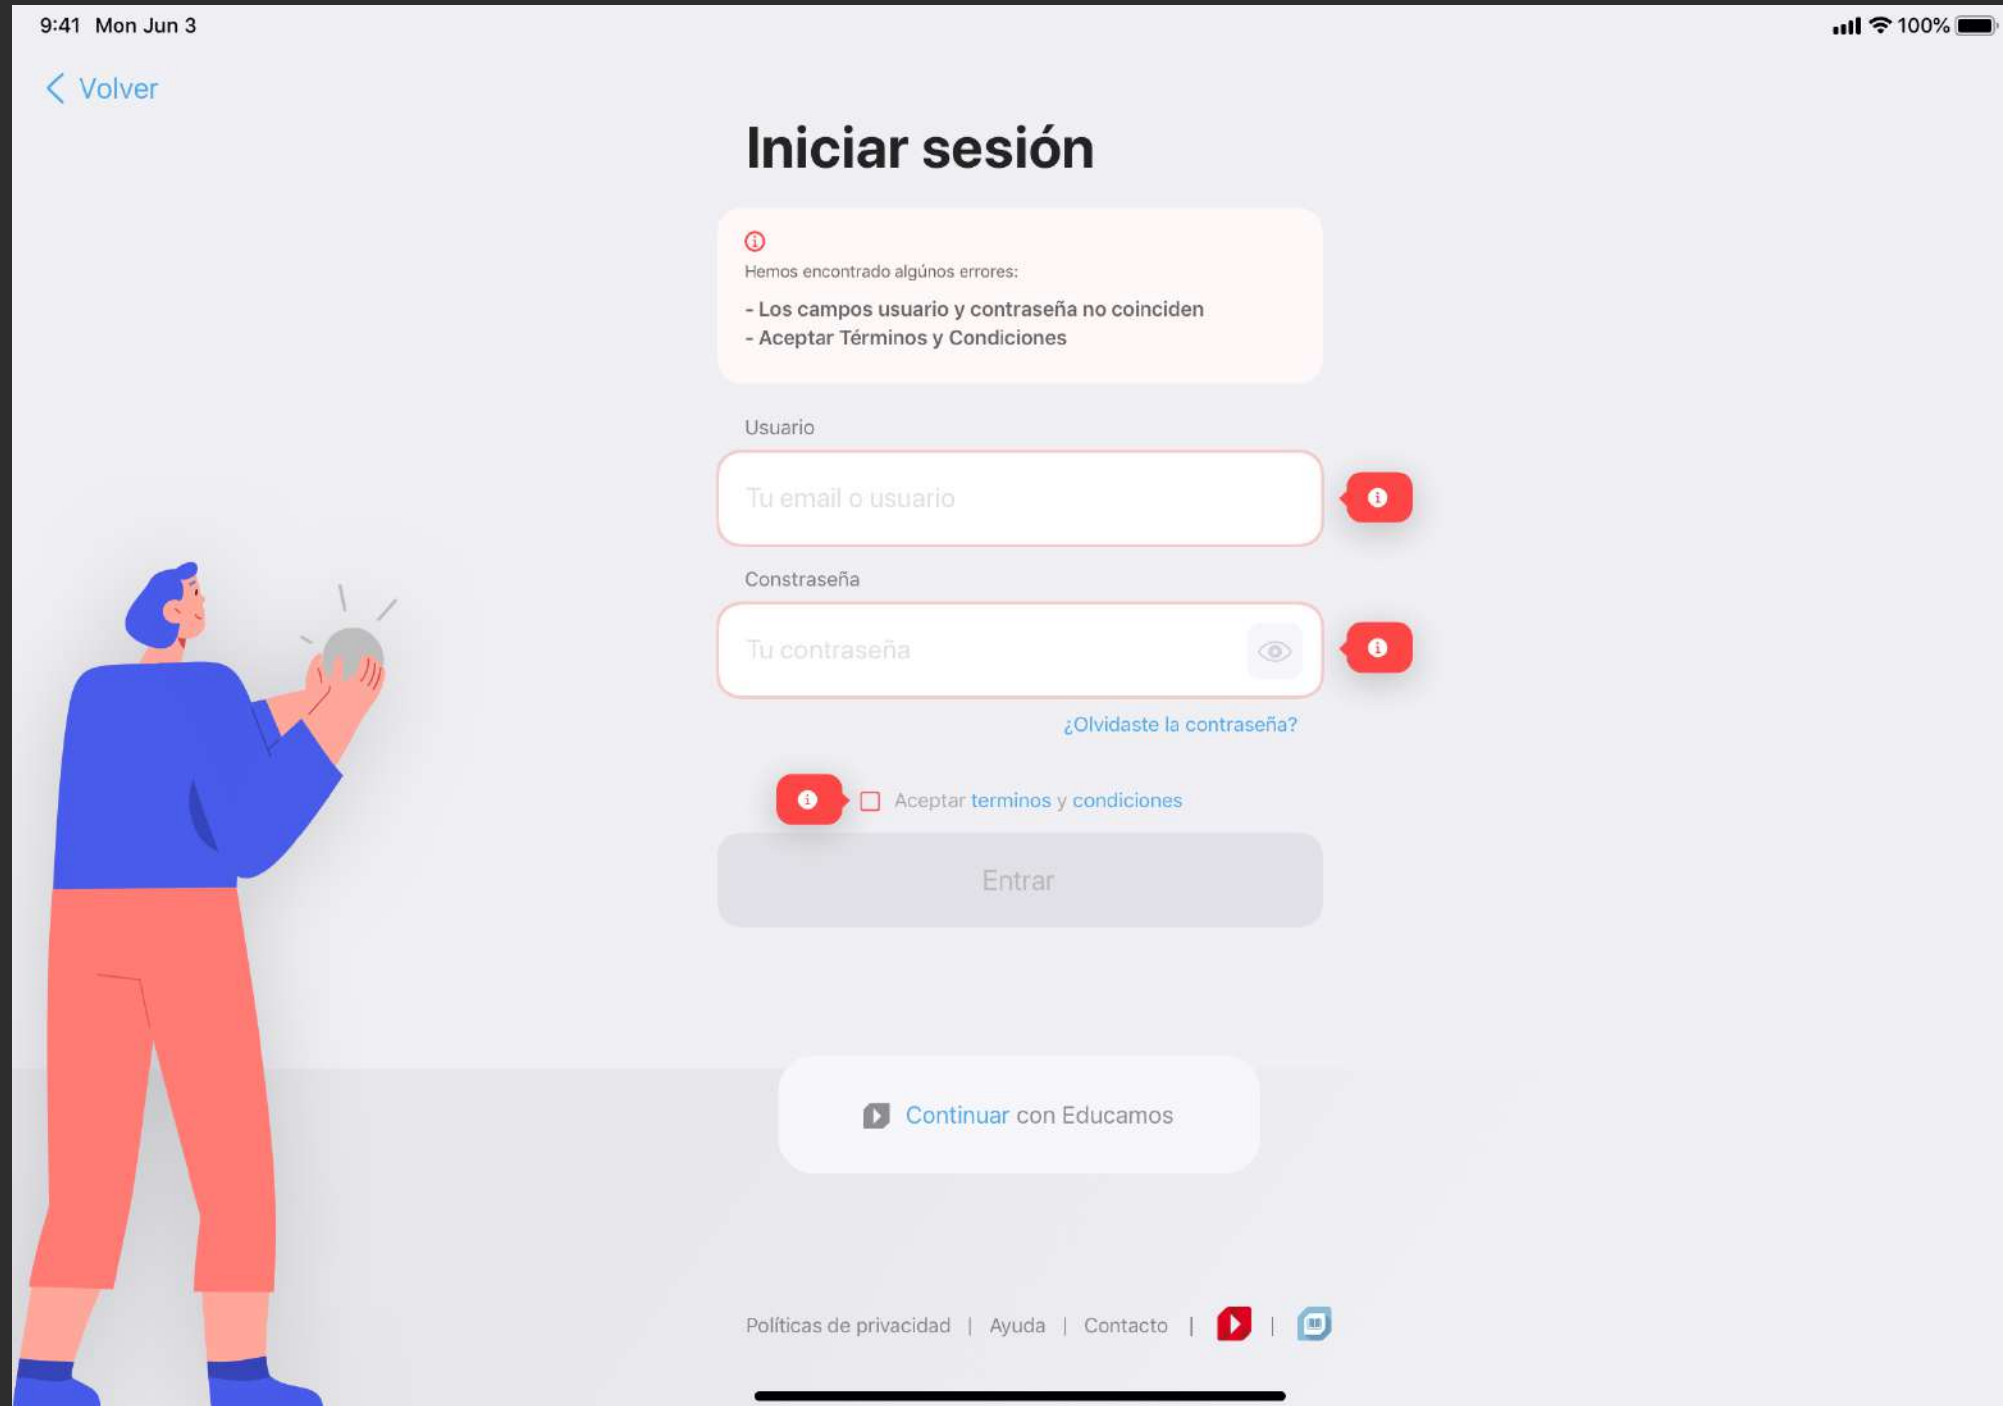 9:41 Mon Jun 3
100%
Volver
Iniciar sesión
Hemos encontrado algúnos errores:
- Los campos usuario y contraseña no coinciden
- Aceptar Términos y Condiciones
Usuario
Tu email o usuario
Constraseña
Tu contraseña
¿Olvidaste la contraseña?
Aceptar terminos y condiciones
Entrar
Continuar con Educamos
Políticas de privacidad | Ayuda | Contacto | |